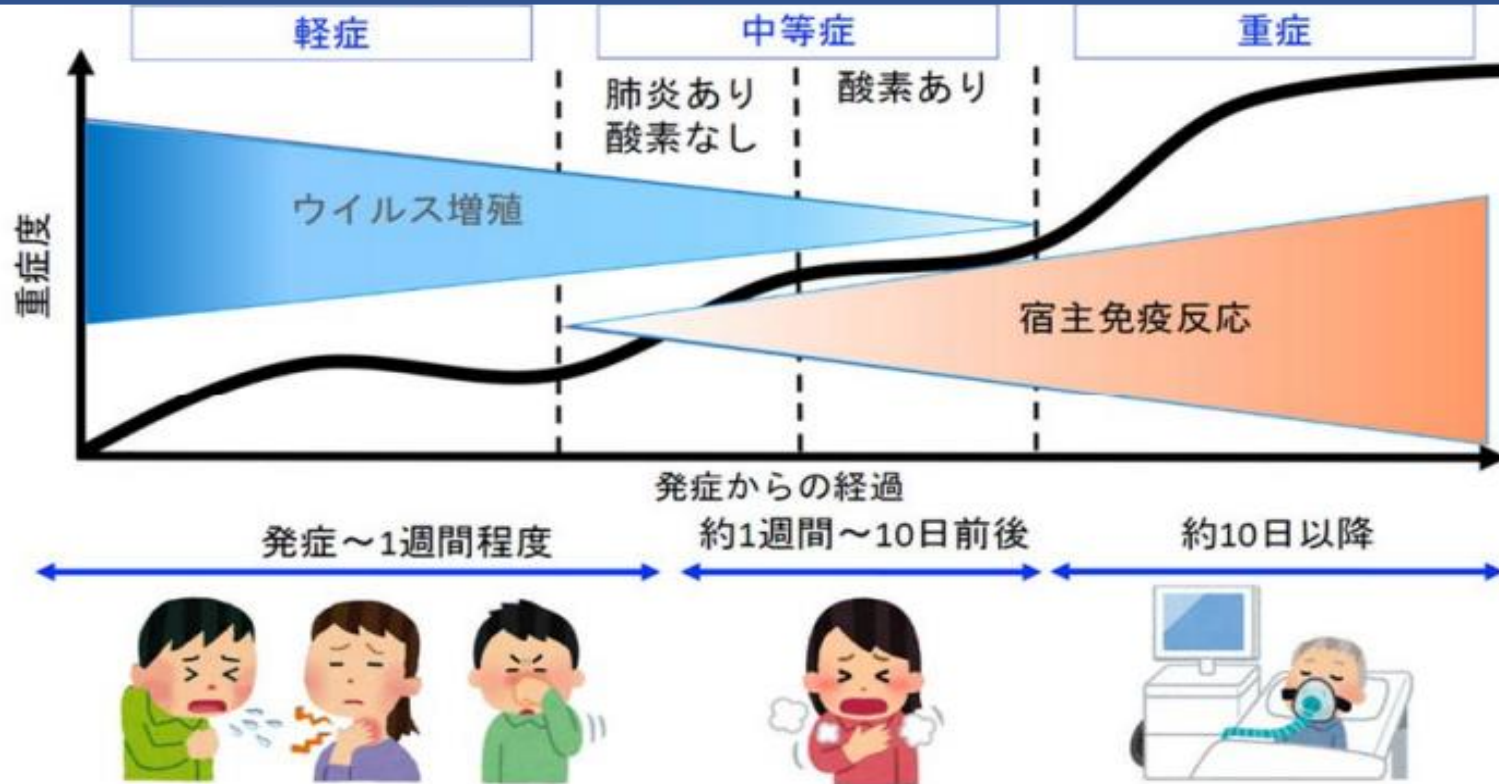 軽症
中等症
重症
肺炎あり
酸素なし
酸素あり
ウイルス増殖
宿主免疫反応
重症度
発症からの経過
発症～1週間程度
約1週間～10日前後
約10日以降